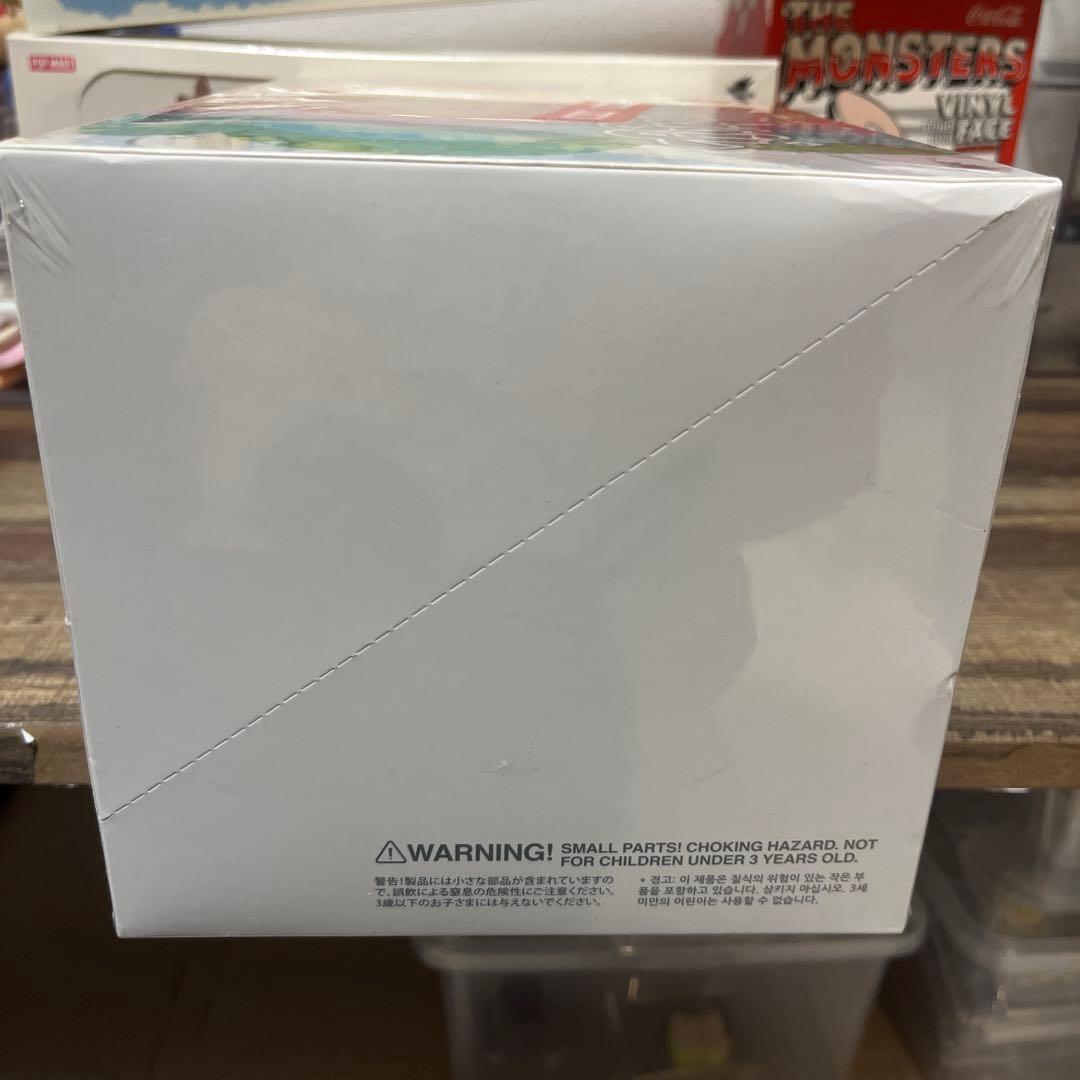 POP MART
Coca-Cola
THE
MONSTERS
VINYL
FACE
WARNING! SMALL PARTS! CHOKING HAZARD. NOT
FOR CHILDREN UNDER 3 YEARS OLD.
警告!製品には小さな部品が含まれていますの
で、誤飲による窒息の危険性にご注意ください。
3歳以下のお子さまには与えないでください。
* 경고: 이 제품은 질식의 위험이 있는 작은 부
품을 포함하고 있습니다. 삼키지 마십시오. 3세
미만의 어린이는 사용할 수 없습니다.